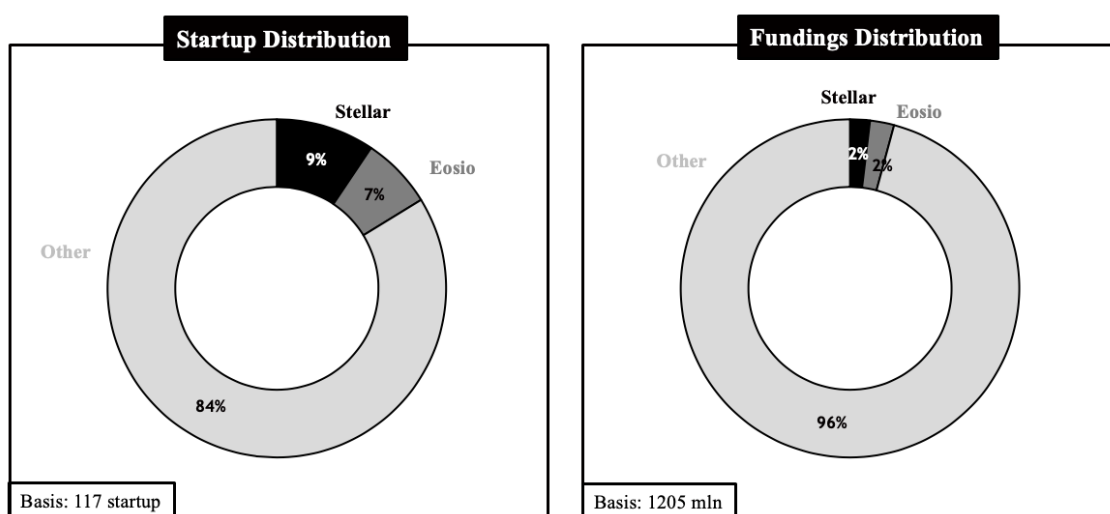 Startup Distribution
Stellar
9%
Eosio
7%
Other
84%
Basis: 117 startup
Fundings Distribution
Stellar
2%
Eosio
2%
Other
96%
Basis: 1205 mln